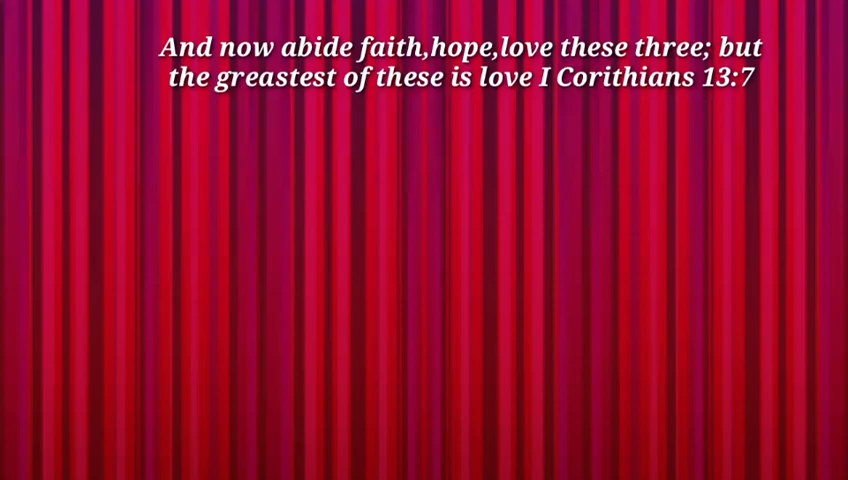 And now abide faith,hope,love these three; but
the greastest of these is love I Corithians 13:7